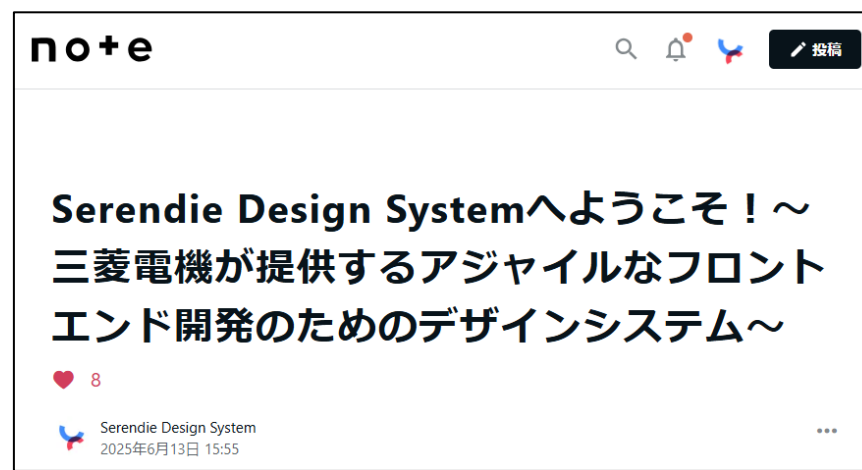 note
投稿
Serendie Design Systemへようこそ！～
三菱電機が提供するアジャイルなフロント
エンド開発のためのデザインシステム～
8
Serendie Design System
2025年6月13日 15:55